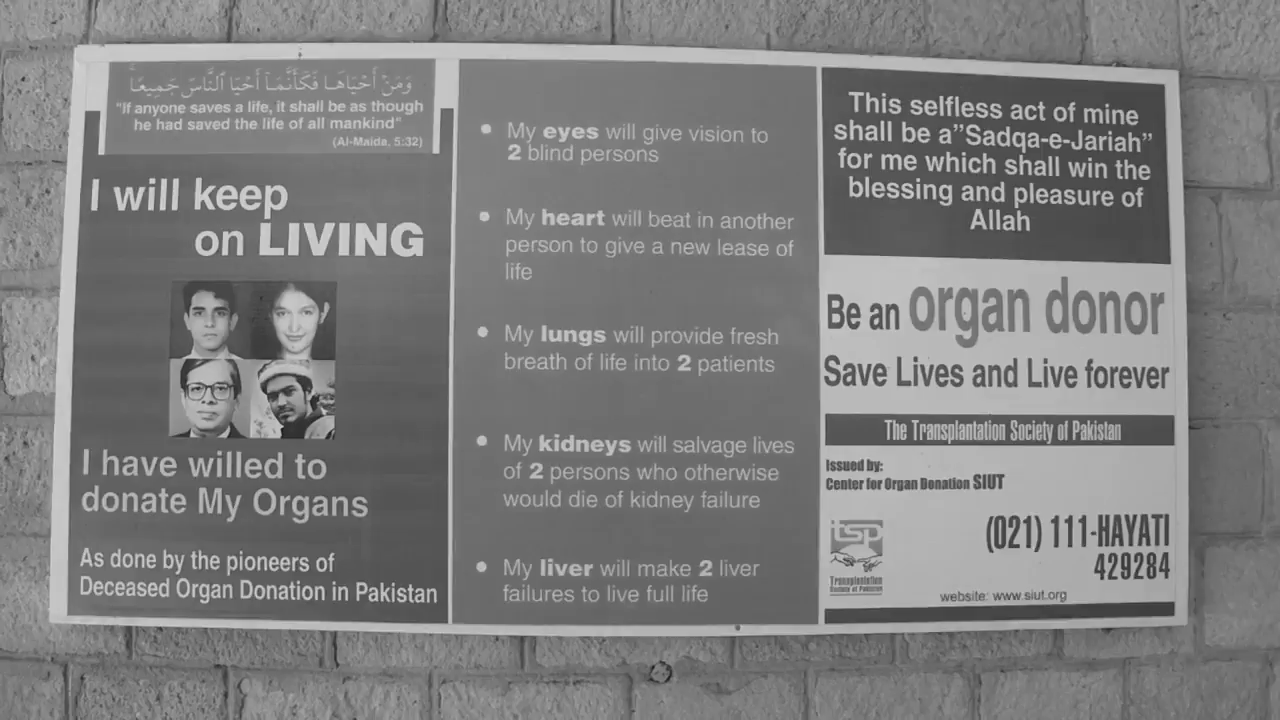 وَمَنْ أَحْيَاهَا فَكَأَنَّمَا أَحْيَا النَّاسَ جَمِيعًا
"If anyone saves a life, it shall be as though
he had saved the life of all mankind"
(Al-Maida, 5:32)
I will keep
on LIVING
I have willed to
donate My Organs
As done by the pioneers of
Deceased Organ Donation in Pakistan
• My eyes will give vision to
2 blind persons
• My heart will beat in another
person to give a new lease of
life
• My lungs will provide fresh
breath of life into 2 patients
• My kidneys will salvage lives
of 2 persons who otherwise
would die of kidney failure
• My liver will make 2 liver
failures to live full life
This selfless act of mine
shall be a"Sadqa-e-Jariah"
for me which shall win the
blessing and pleasure of
Allah
Be an organ donor
Save Lives and Live forever
The Transplantation Society of Pakistan
Issued by:
Center for Organ Donation SIUT
tsp
Transplantation
Society of Pakistan
(021) 111-HAYATI
429284
website: www.siut.org